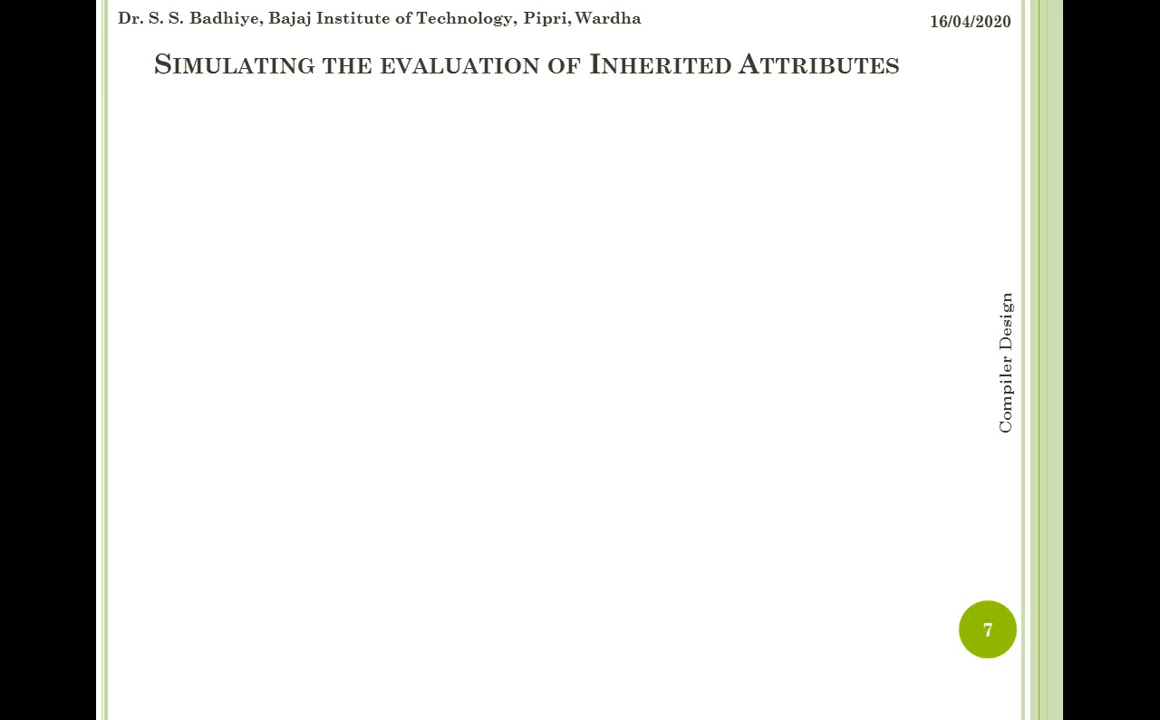 Dr. S. S. Badhiye, Bajaj Institute of Technology, Pipri, Wardha
16/04/2020
SIMULATING THE EVALUATION OF INHERITED ATTRIBUTES
Compiler Design
7